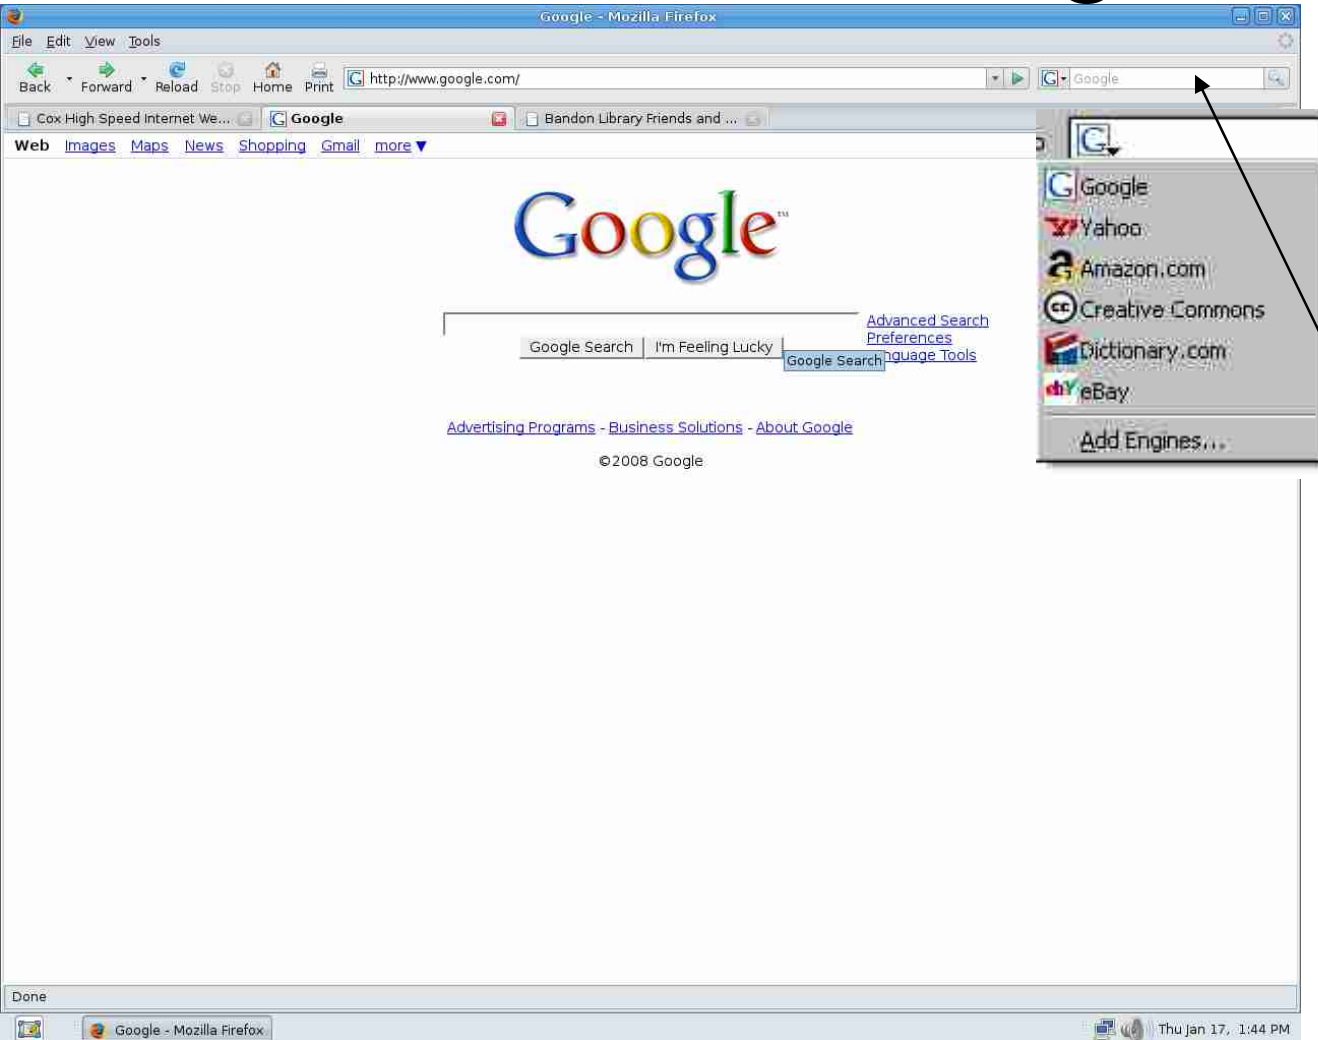 Google - Mozilla Firefox
File Edit View Tools
Back Forward Reload Stop Home Print http://www.google.com/ Google
Cox High Speed Internet We... Google Bandon Library Friends and ...
Web Images Maps News Shopping Gmail more ▼
Google™
Advanced Search
Preferences
Google Search I'm Feeling Lucky
Google Search nguage Tools
Advertising Programs - Business Solutions - About Google
©2008 Google
Google
Yahoo
Amazon.com
Creative Commons
Dictionary.com
eBay
Add Engines...
Done
Google - Mozilla Firefox Thu Jan 17, 1:44 PM